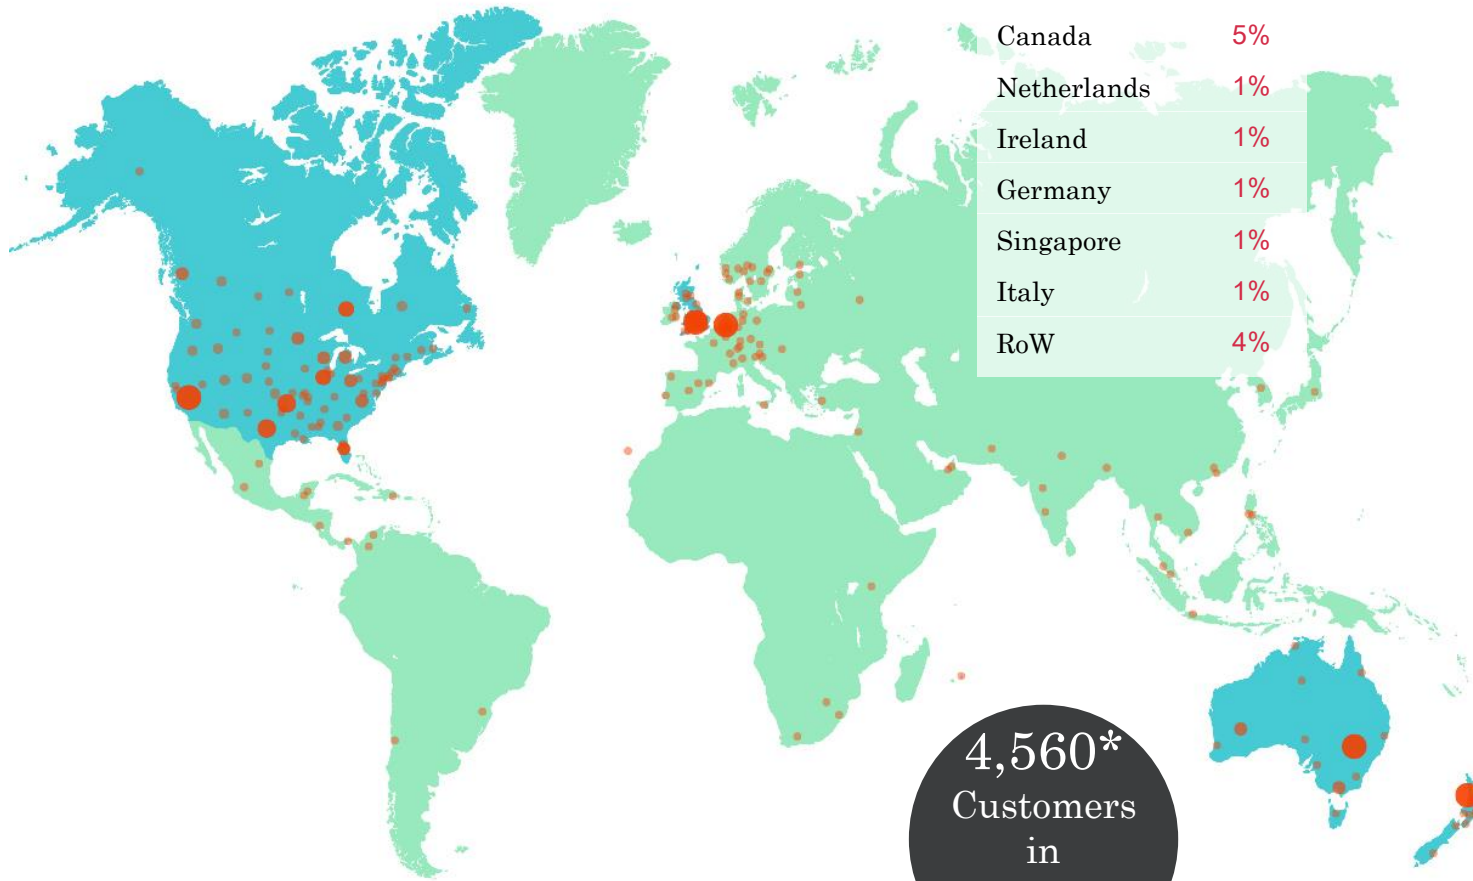 Canada 5%
Netherlands 1%
Ireland 1%
Germany 1%
Singapore 1%
Italy 1%
RoW 4%
4,560*
Customers
in